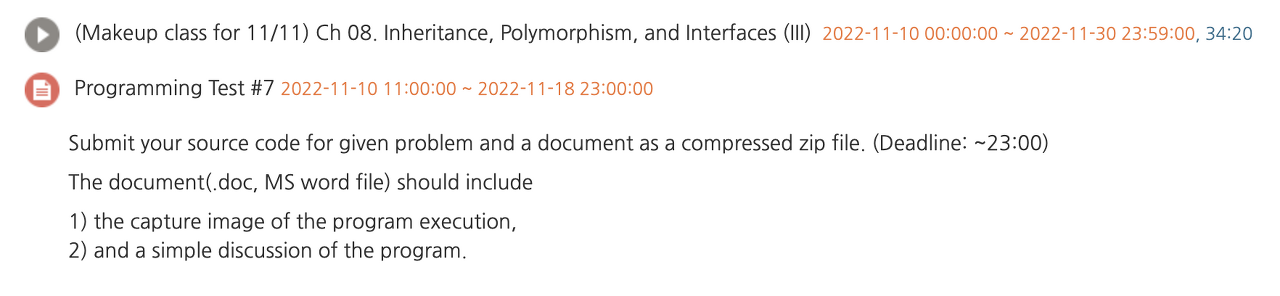 (Makeup class for 11/11) Ch 08. Inheritance, Polymorphism, and Interfaces (III) 2022-11-10 00:00:00 ~ 2022-11-30 23:59:00, 34:20
Programming Test #7 2022-11-10 11:00:00 ~ 2022-11-18 23:00:00
Submit your source code for given problem and a document as a compressed zip file. (Deadline: ~23:00)
The document(.doc, MS word file) should include
1) the capture image of the program execution,
2) and a simple discussion of the program.